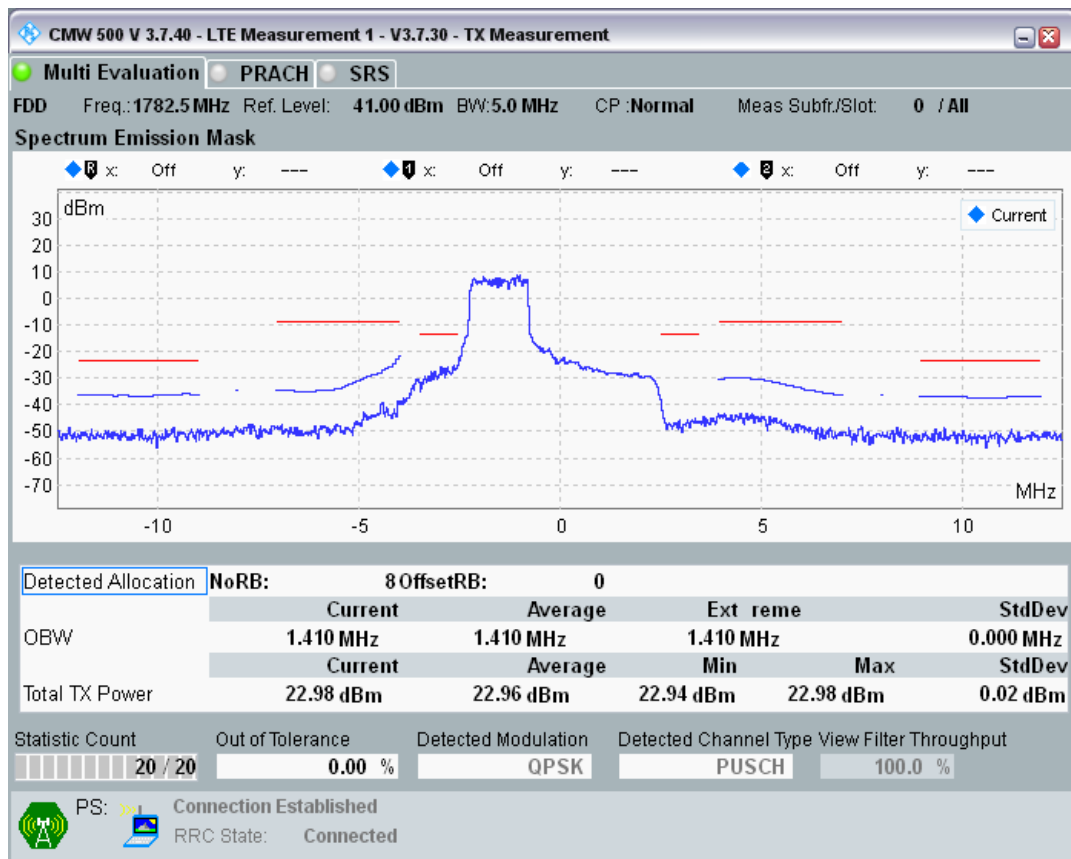 CMW 500 V 3.7.40 - LTE Measurement 1 - V3.7.30 - TX Measurement
Multi Evaluation PRACH SRS
FDD Freq.:1782.5 MHz Ref. Level: 41.00 dBm BW:5.0 MHz CP :Normal Meas Subfr./Slot: 0 / All
Spectrum Emission Mask
R x: Off y: --- 1 x: Off y: --- 2 x: Off y: ---
dBm
Current
30
20
10
0
-10
-20
-30
-40
-50
-60
-70
MHz
-10 -5 0 5 10
Detected Allocation NoRB: 8 OffsetRB: 0
Current Average Ext reme StdDev
OBW 1.410 MHz 1.410 MHz 1.410 MHz 0.000 MHz
Current Average Min Max StdDev
Total TX Power 22.98 dBm 22.96 dBm 22.94 dBm 22.98 dBm 0.02 dBm
Statistic Count Out of Tolerance Detected Modulation Detected Channel Type View Filter Throughput
20 / 20 0.00 % QPSK PUSCH 100.0 %
PS: Connection Established
RRC State: Connected